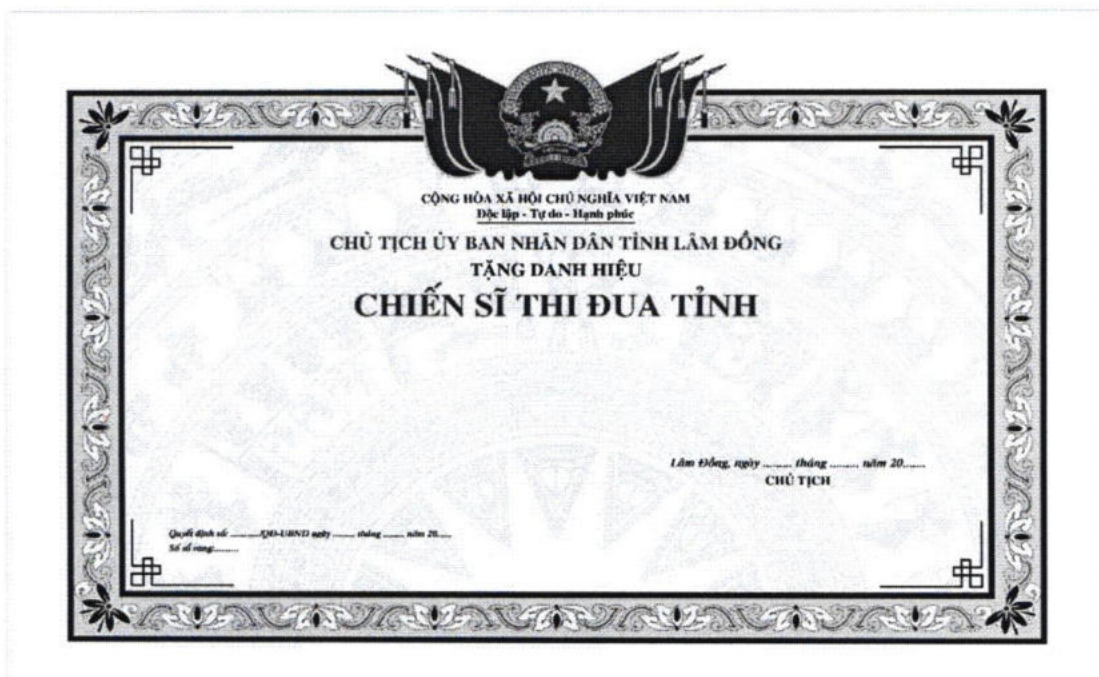 CỘNG HÒA XÃ HỘI CHỦ NGHĨA VIỆT NAM
Độc lập - Tự do - Hạnh phúc
CHỦ TỊCH ỦY BAN NHÂN DÂN TỈNH LÂM ĐỒNG
TẶNG DANH HIỆU
CHIẾN SĨ THI ĐUA TỈNH
Lâm Đồng, ngày ........ tháng ........ năm 20......
CHỦ TỊCH
Quyết định số: ........./QĐ-UBND ngày ....... tháng ....... năm 20.....
Số sổ vàng:........